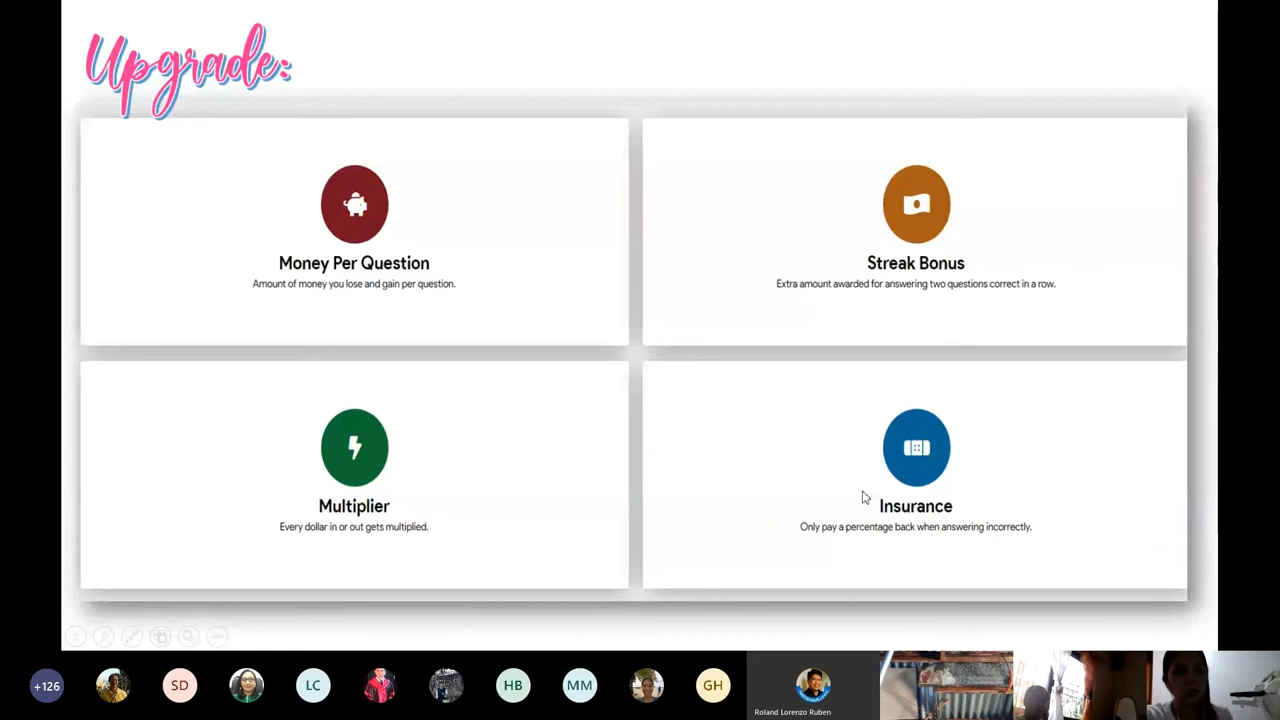 Upgrade:
Money Per Question
Amount of money you lose and gain per question.
Streak Bonus
Extra amount awarded for answering two questions correct in a row.
Multiplier
Every dollar in or out gets multiplied.
Insurance
Only pay a percentage back when answering incorrectly.
+126
SD
LC
HB
MM
GH
Roland Lorenzo Ruben